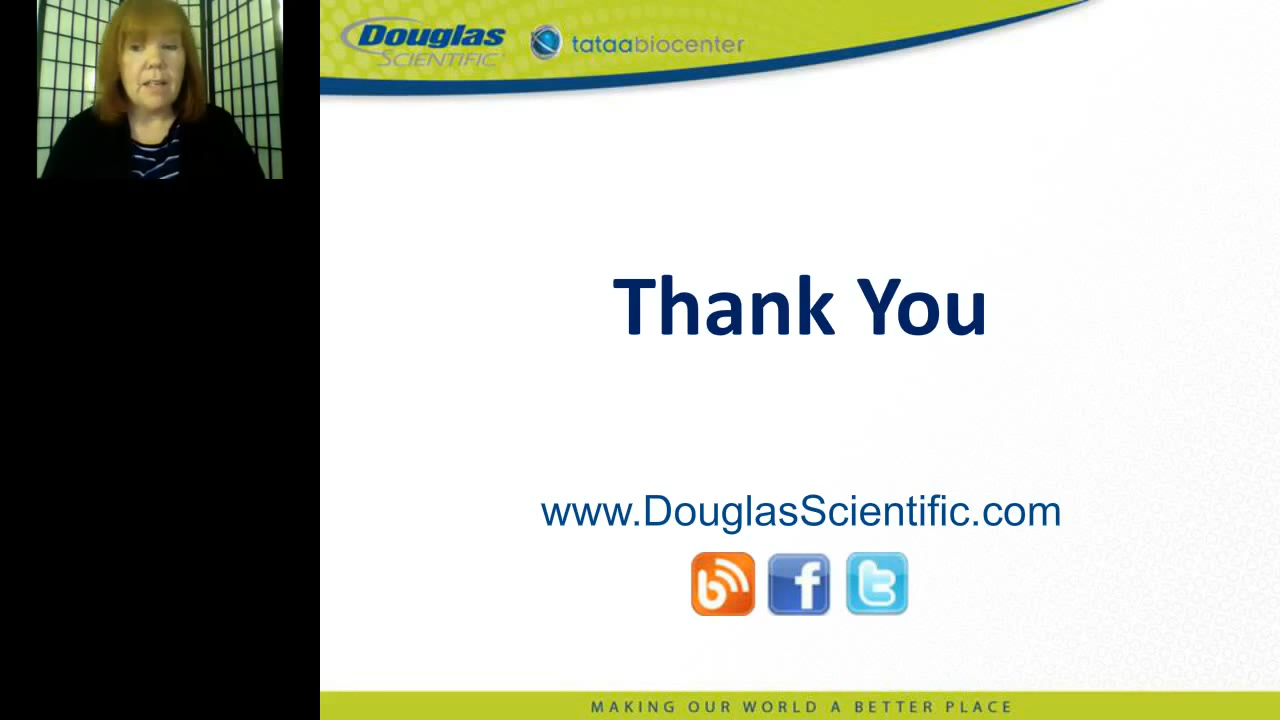 Douglas
SCIENTIFIC
tataabiocenter
Thank You
www.DouglasScientific.com
MAKING OUR WORLD A BETTER PLACE